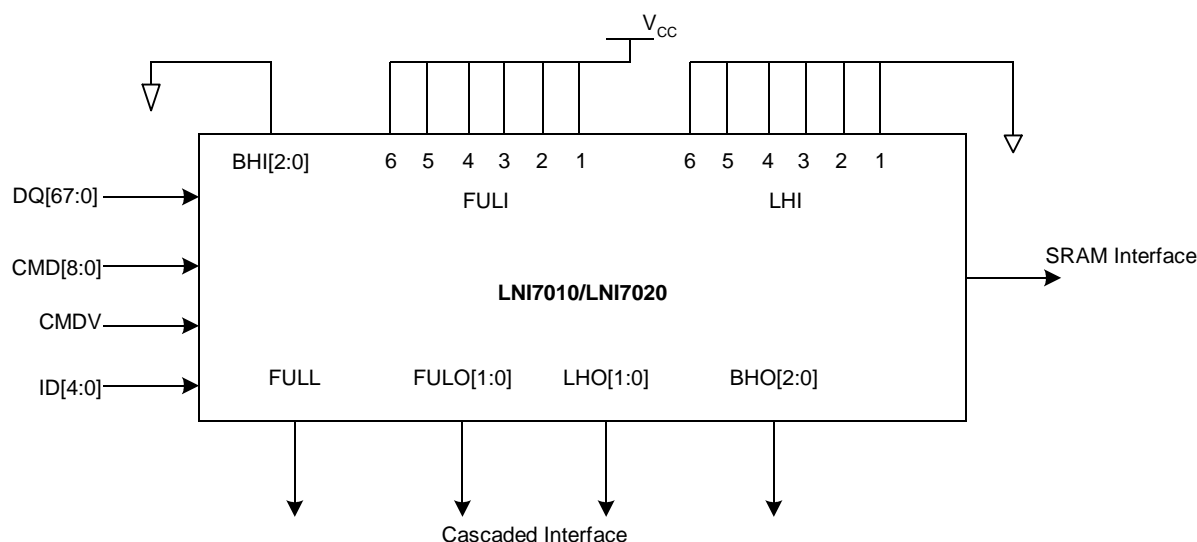 VCC
BHI[2:0]
6 5 4 3 2 1
6 5 4 3 2 1
DQ[67:0]
FULI
LHI
CMD[8:0]
SRAM Interface
LNI7010/LNI7020
CMDV
ID[4:0]
FULL
FULO[1:0]
LHO[1:0]
BHO[2:0]
Cascaded Interface